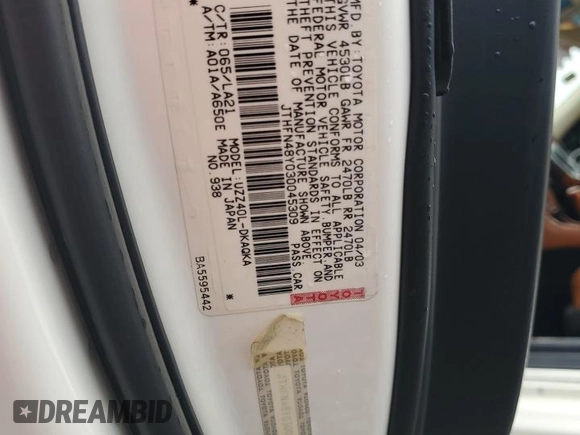 MFD. BY: TOYOTA MOTOR CORPORATION 04/03
GVWR 4530LB GAWR FR 2470LB RR 2470LB
THIS VEHICLE CONFORMS TO ALL APPLICABLE
FEDERAL MOTOR VEHICLE SAFETY, BUMPER, AND
THEFT PREVENTION STANDARDS IN EFFECT ON
THE DATE OF MANUFACTURE SHOWN ABOVE.
JTHFN48Y030045309 PASS.CAR
* *
C/TR: 065/LA21 MODEL: UZZ40L-DKAQKA
A/TM: A01A/A650E MADE IN JAPAN
NO.938
BA5595442
TOYOTA
DREAMBID